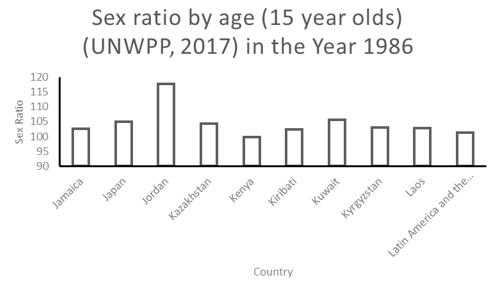 Sex ratio by age (15 year olds)
(UNWPP, 2017) in the Year 1986
120
115
110
105
100
95
90
Sex Ratio
Jamaica
Japan
Jordan
Kazakhstan
Kenya
Kiribati
Kuwait
Kyrgyzstan
Laos
Latin America and the...
Country